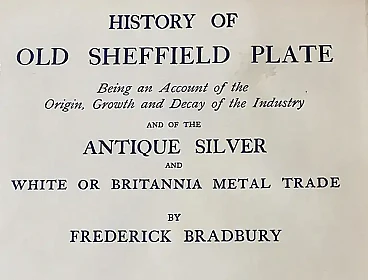 HISTORY OF
OLD SHEFFIELD PLATE
Being an Account of the
Origin, Growth and Decay of the Industry
AND OF THE
ANTIQUE SILVER
AND
WHITE OR BRITANNIA METAL TRADE
BY
FREDERICK BRADBURY